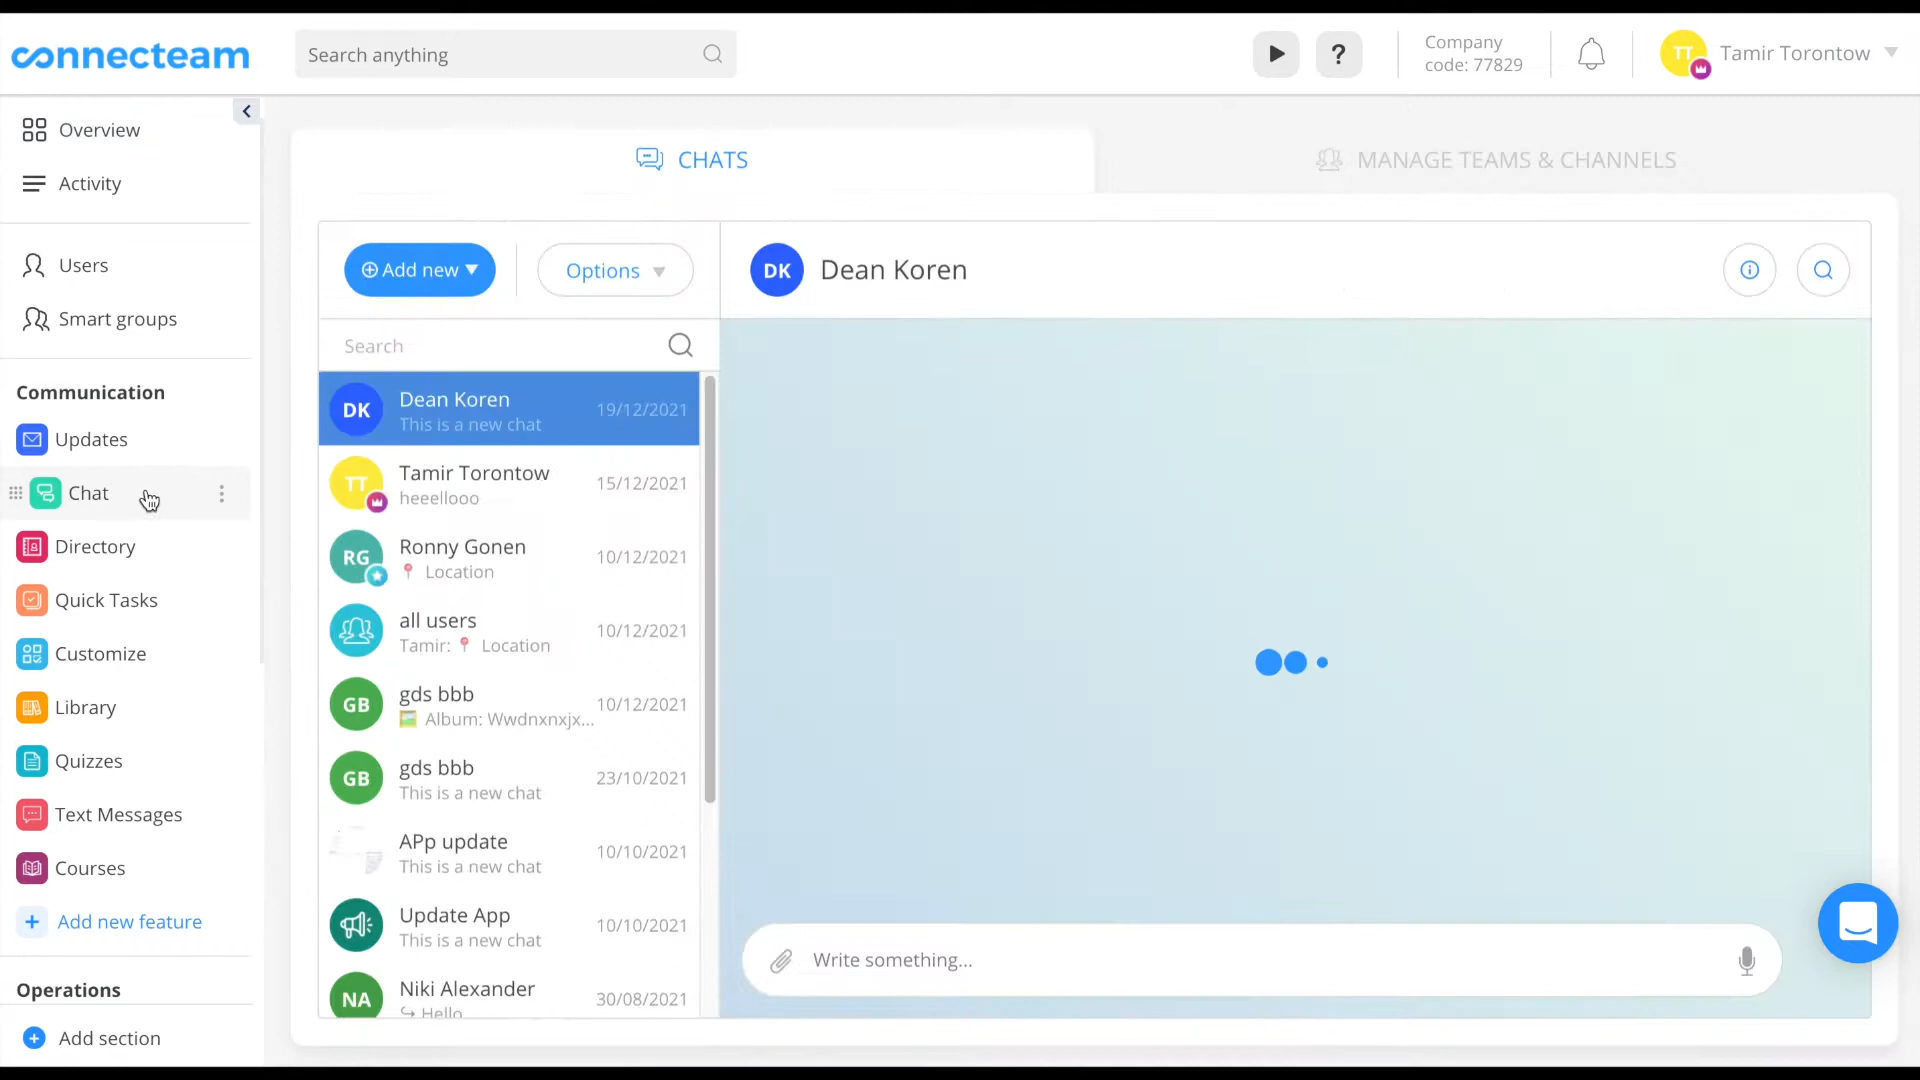 connecteam
Search anything
?
Company
code: 77829
TT
Tamir Torontow
Overview
Activity
Users
Smart groups
Communication
Updates
Chat
Directory
Quick Tasks
Customize
Library
Quizzes
Text Messages
Courses
+ Add new feature
Operations
+ Add section
CHATS
MANAGE TEAMS & CHANNELS
Add new
Options
Search
DK
Dean Koren
This is a new chat
19/12/2021
TT
Tamir Torontow
heeellooo
15/12/2021
RG
Ronny Gonen
Location
10/12/2021
all users
Tamir: 📍 Location
10/12/2021
GB
gds bbb
Album: Wwdnxnxjx...
10/12/2021
GB
gds bbb
This is a new chat
23/10/2021
APp update
This is a new chat
10/10/2021
Update App
This is a new chat
10/10/2021
NA
Niki Alexander
Hello
30/08/2021
DK
Dean Koren
Write something...